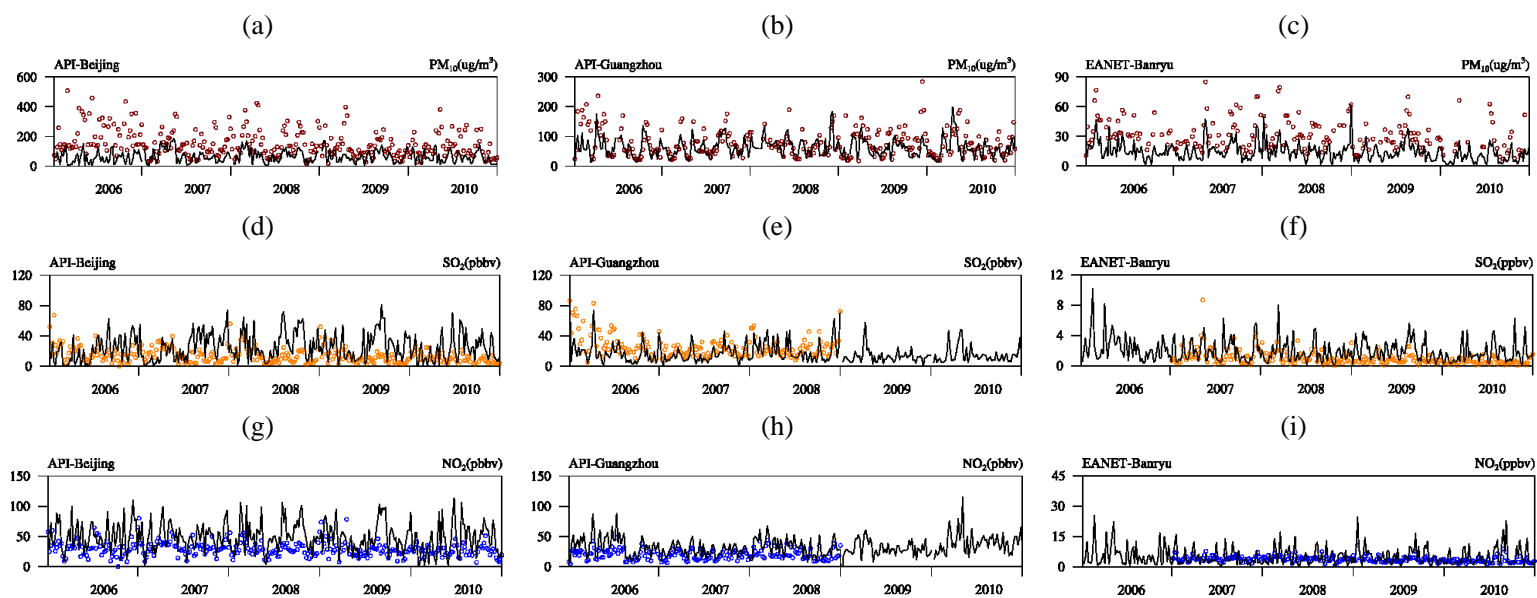 (a) (b) (c)
API-Beijing PM₁₀(ug/m³) API-Guangzhou PM₁₀(ug/m³) EANET-Banryu PM₁₀(ug/m³)
600 300 90
400 200 60
200 100 30
0 0 0
2006 2007 2008 2009 2010 2006 2007 2008 2009 2010 2006 2007 2008 2009 2010
(d) (e) (f)
API-Beijing SO₂(pbbv) API-Guangzhou SO₂(pbbv) EANET-Banryu SO₂(ppbv)
120 120 12
80 80 8
40 40 4
0 0 0
2006 2007 2008 2009 2010 2006 2007 2008 2009 2010 2006 2007 2008 2009 2010
(g) (h) (i)
API-Beijing NO₂(pbbv) API-Guangzhou NO₂(pbbv) EANET-Banryu NO₂(ppbv)
150 150 45
100 100 30
50 50 15
0 0 0
2006 2007 2008 2009 2010 2006 2007 2008 2009 2010 2006 2007 2008 2009 2010